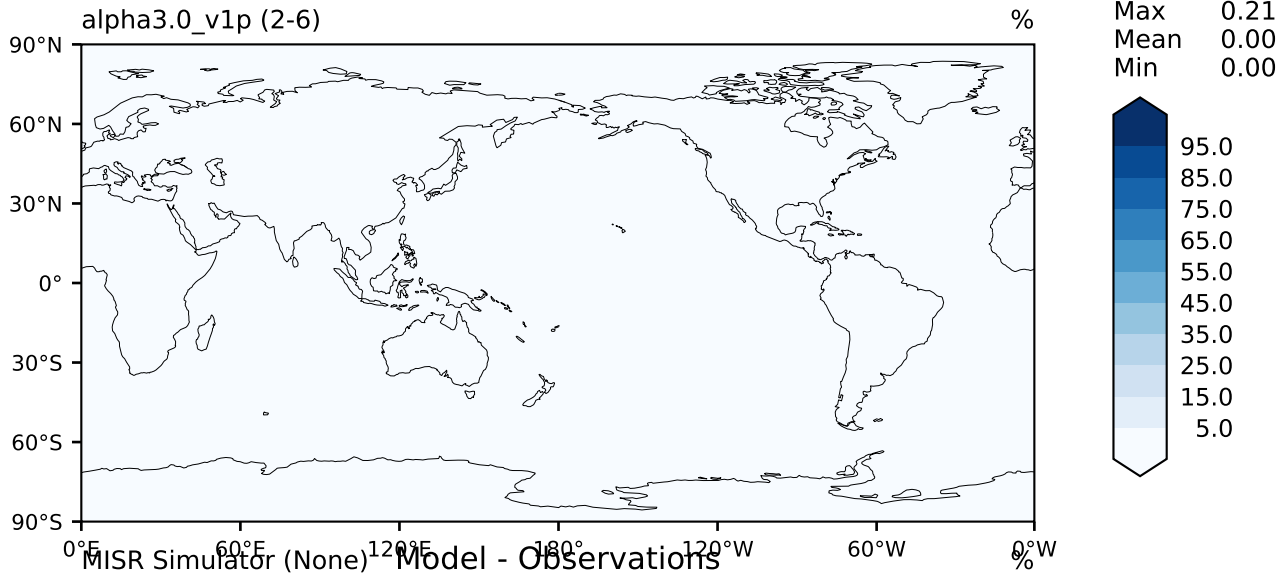 alpha3.0_v1p (2-6)
%
Max 0.21
Mean 0.00
Min 0.00
90°N
60°N
30°N
0°
30°S
60°S
90°S
0°E 60°E 120°E 180° 120°W 60°W 0°W
MISR Simulator (None)
Model - Observations
%
95.0
85.0
75.0
65.0
55.0
45.0
35.0
25.0
15.0
5.0